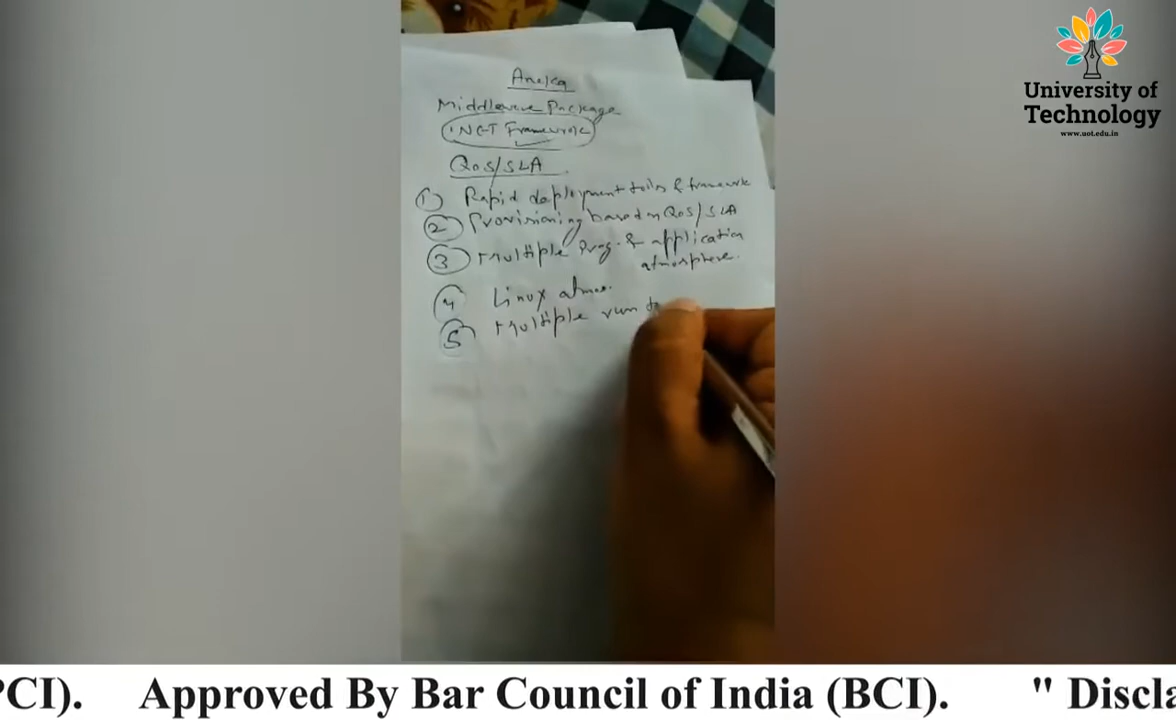 University of
Technology
www.uot.edu.in
Aneka
Middleware Package
.NET Framework
QoS/SLA
1 Rapid deployment tools & framework
2 Provisioning based on QoS/SLA
3 Multiple Prog. & application
atmosphere.
4 Linux atmos.
5 Multiple run
PCI). Approved By Bar Council of India (BCI). " Discla